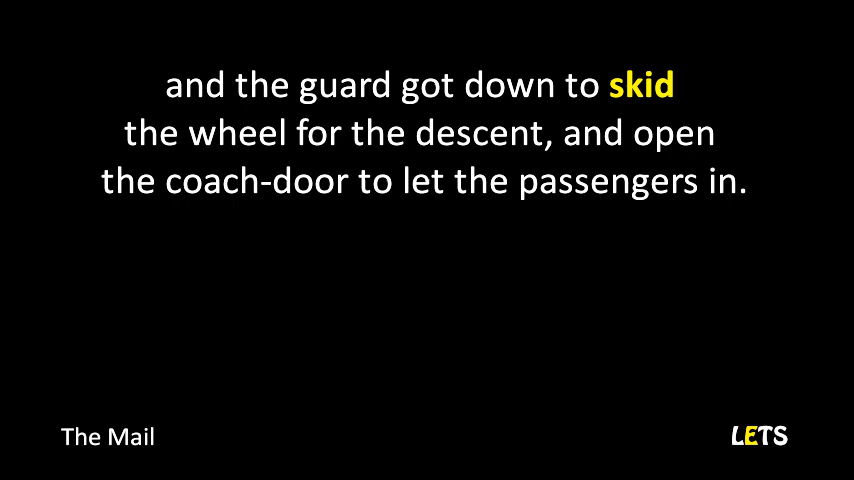 and the guard got down to skid
the wheel for the descent, and open
the coach-door to let the passengers in.
The Mail
LETS